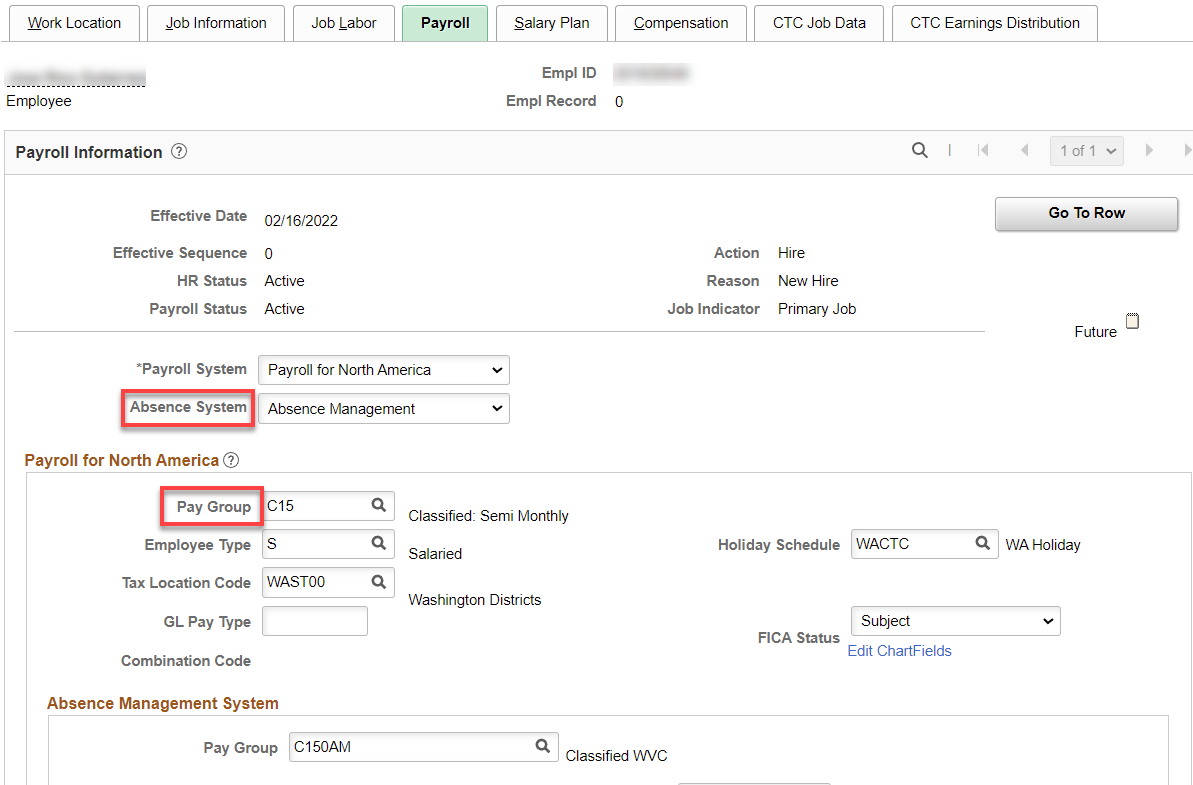 Work Location Job Information Job Labor Payroll Salary Plan Compensation CTC Job Data CTC Earnings Distribution
Empl ID
Employee Empl Record 0
Payroll Information ? | 1 of 1
Effective Date 02/16/2022 Go To Row
Effective Sequence 0 Action Hire
HR Status Active Reason New Hire
Payroll Status Active Job Indicator Primary Job
Future
*Payroll System Payroll for North America
Absence System Absence Management
Payroll for North America ?
Pay Group C15 Classified: Semi Monthly
Employee Type S Salaried Holiday Schedule WACTC WA Holiday
Tax Location Code WAST00 Washington Districts
GL Pay Type FICA Status Subject
Combination Code Edit ChartFields
Absence Management System
Pay Group C150AM Classified WVC